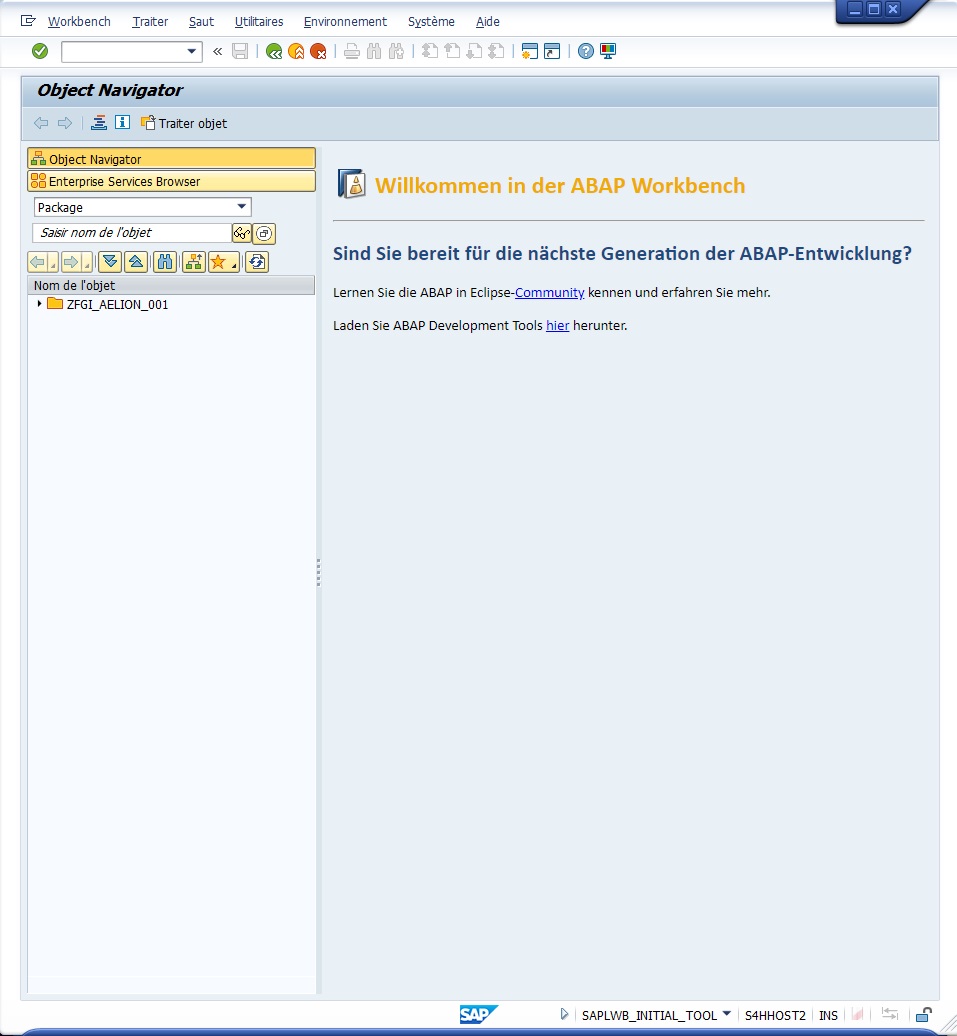 Workbench Traiter Saut Utilitaires Environnement Système Aide
Object Navigator
Traiter objet
Object Navigator
Enterprise Services Browser
Package
Saisir nom de l'objet
Nom de l'objet
ZFGI_AELION_001
Willkommen in der ABAP Workbench
Sind Sie bereit für die nächste Generation der ABAP-Entwicklung?
Lernen Sie die ABAP in Eclipse-Community kennen und erfahren Sie mehr.
Laden Sie ABAP Development Tools hier herunter.
SAP SAPLWB_INITIAL_TOOL S4HHOST2 INS